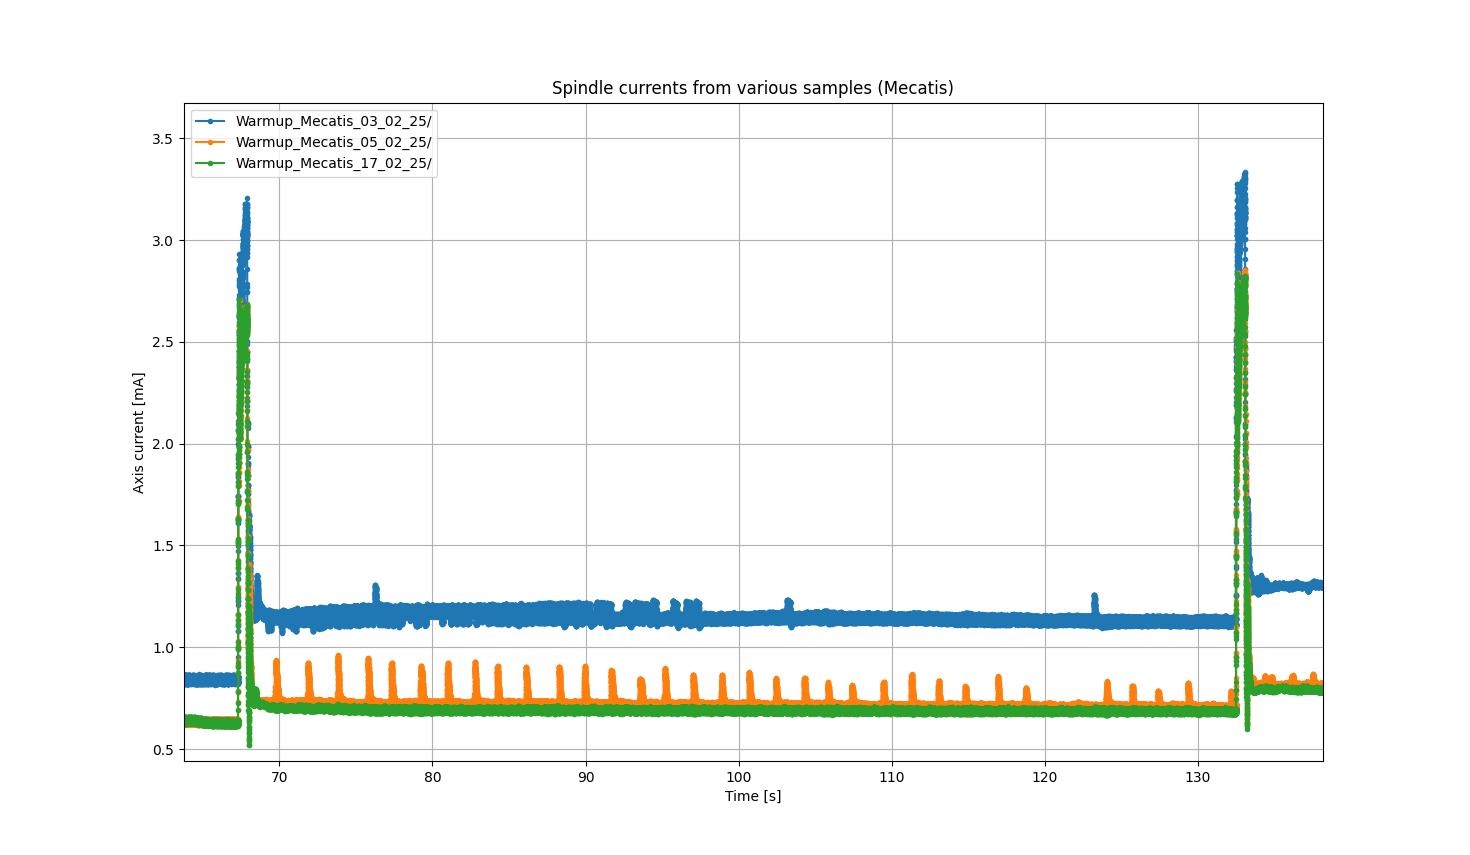 Spindle currents from various samples (Mecatis)
Warmup_Mecatis_03_02_25/
Warmup_Mecatis_05_02_25/
Warmup_Mecatis_17_02_25/
3.5
3.0
2.5
2.0
1.5
1.0
0.5
Axis current [mA]
70 80 90 100 110 120 130
Time [s]